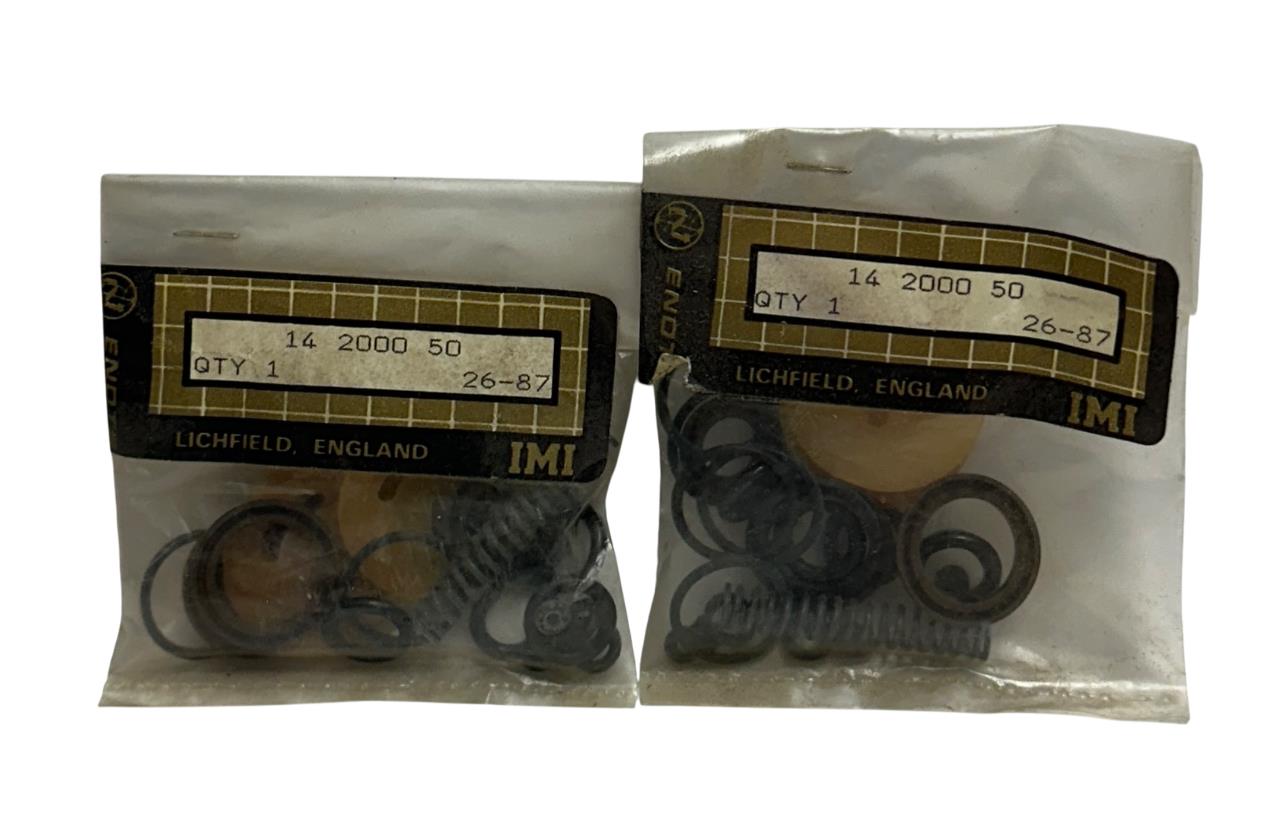 14 2000 50
QTY 1
26-87
LICHFIELD, ENGLAND
IMI
14 2000 50
QTY 1
26-87
LICHFIELD, ENGLAND
IMI